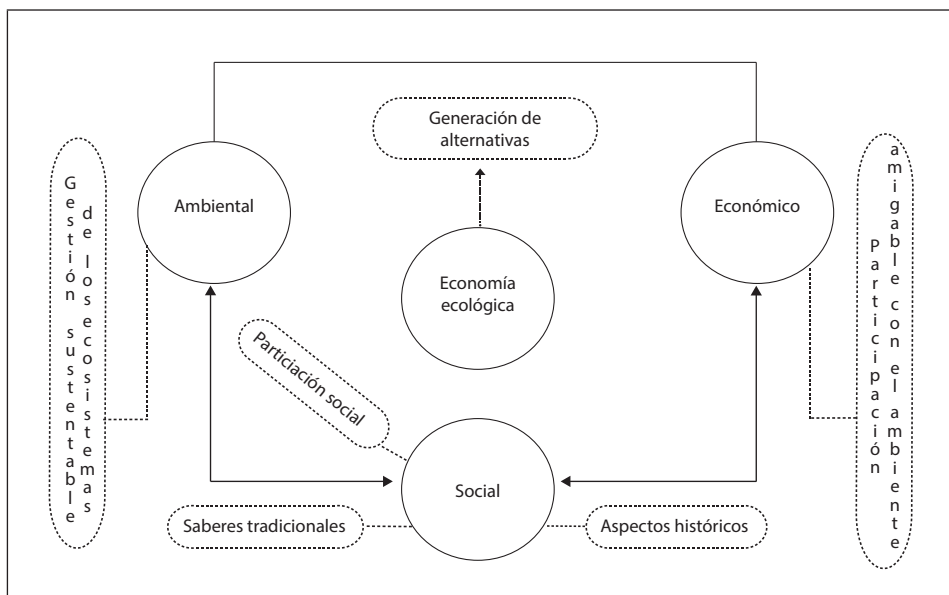 Generación de
alternativas
Ambiental
Económico
Gestión sustentable
de los ecosistemas
Economía
ecológica
Participación
amigable con el ambiente
Particiación social
Social
Saberes tradicionales
Aspectos históricos